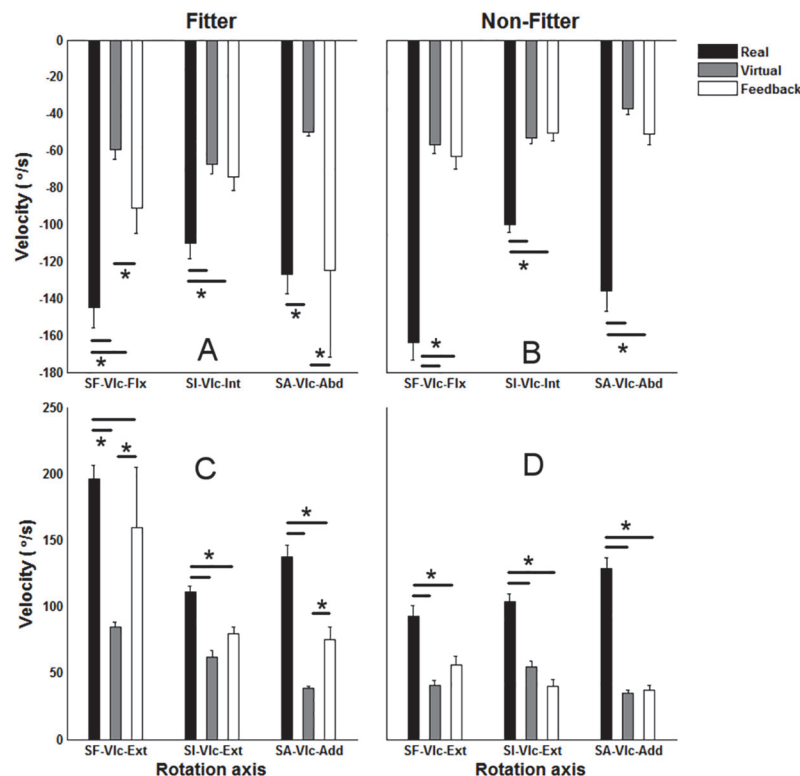 Fitter
Non-Fitter
Real
Virtual
Feedback
Velocity (°/s)
0
-20
-40
-60
-80
-100
-120
-140
-160
-180
* * * * *
A
SF-Vlc-Flx SI-Vlc-Int SA-Vlc-Abd
* * *
B
SF-Vlc-Flx SI-Vlc-Int SA-Vlc-Abd
Velocity (°/s)
250
200
150
100
50
0
* * * * *
C
SF-Vlc-Ext SI-Vlc-Ext SA-Vlc-Add
Rotation axis
* * *
D
SF-Vlc-Ext SI-Vlc-Ext SA-Vlc-Add
Rotation axis